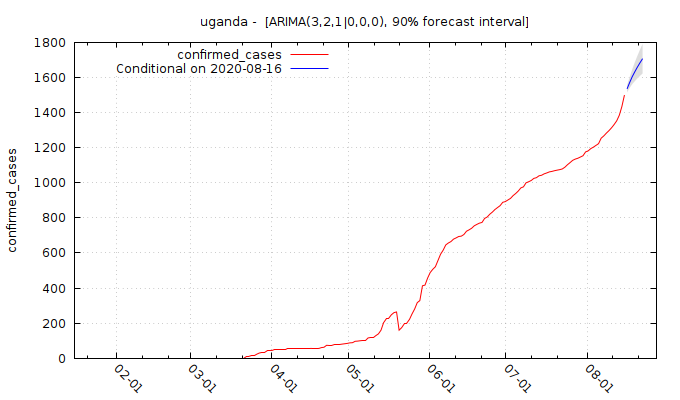 uganda -  [ARIMA(3,2,1|0,0,0), 90% forecast interval]
confirmed_cases
Conditional on 2020-08-16
confirmed_cases
1800
1600
1400
1200
1000
800
600
400
200
0
02-01 03-01 04-01 05-01 06-01 07-01 08-01